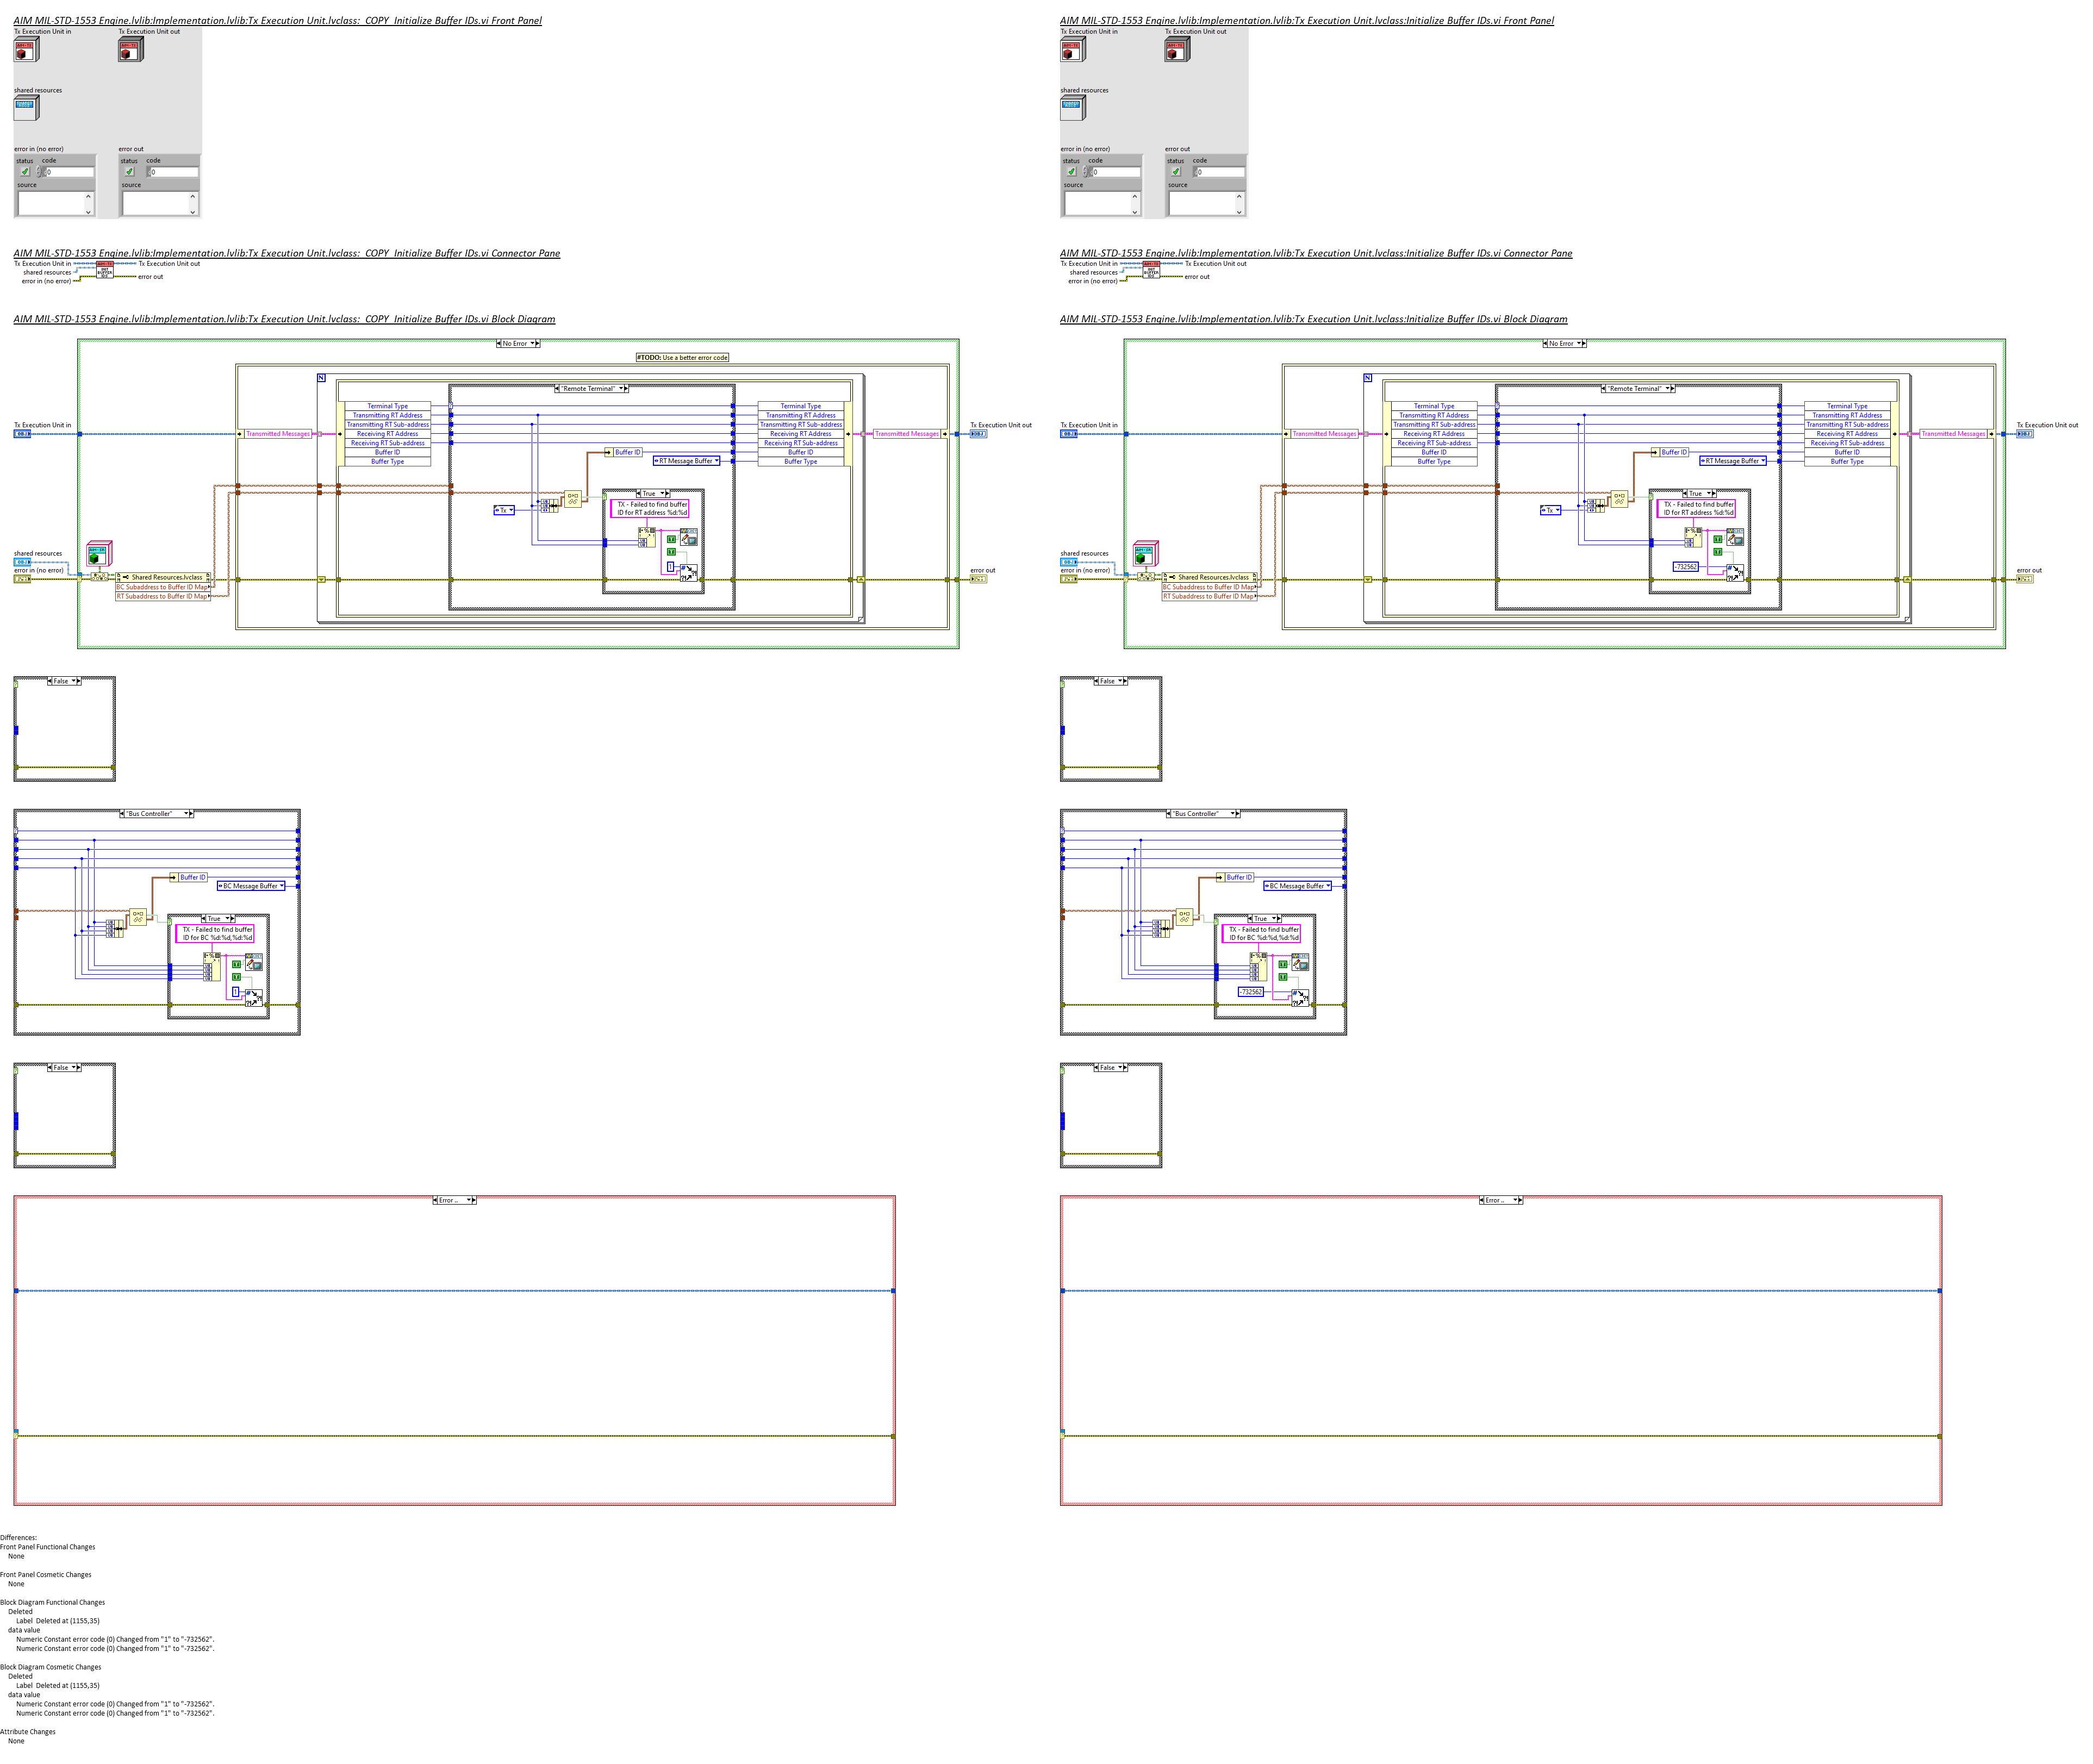 AIM MIL-STD-1553 Engine.lvlib:Implementation.lvlib:Tx Execution Unit.lvclass:  COPY  Initialize Buffer IDs.vi Front Panel
Tx Execution Unit in
Tx Execution Unit out
shared resources
error in (no error)
error out
status code
0
source
status code
0
source
AIM MIL-STD-1553 Engine.lvlib:Implementation.lvlib:Tx Execution Unit.lvclass:  COPY  Initialize Buffer IDs.vi Connector Pane
Tx Execution Unit in
Tx Execution Unit out
shared resources
error in (no error)
error out
AIM MIL-STD-1553 Engine.lvlib:Implementation.lvlib:Tx Execution Unit.lvclass:  COPY  Initialize Buffer IDs.vi Block Diagram
No Error
#TODO: Use a better error code
N
"Remote Terminal"
Terminal Type
Transmitting RT Address
Transmitting RT Sub-address
Receiving RT Address
Receiving RT Sub-address
Buffer ID
Buffer Type
Terminal Type
Transmitting RT Address
Transmitting RT Sub-address
Receiving RT Address
Receiving RT Sub-address
Buffer ID
Buffer Type
Tx Execution Unit in
Transmitted Messages
Transmitted Messages
Tx Execution Unit out
Buffer ID
RT Message Buffer
True
TX - Failed to find buffer
ID for RT address %d:%d
Tx
1
shared resources
error in (no error)
Shared Resources.lvclass
BC Subaddress to Buffer ID Map
RT Subaddress to Buffer ID Map
error out
False
"Bus Controller"
Buffer ID
BC Message Buffer
True
TX - Failed to find buffer
ID for BC %d:%d,%d:%d
1
False
Error ..
AIM MIL-STD-1553 Engine.lvlib:Implementation.lvlib:Tx Execution Unit.lvclass:Initialize Buffer IDs.vi Front Panel
Tx Execution Unit in
Tx Execution Unit out
shared resources
error in (no error)
error out
status code
0
source
status code
0
source
AIM MIL-STD-1553 Engine.lvlib:Implementation.lvlib:Tx Execution Unit.lvclass:Initialize Buffer IDs.vi Connector Pane
Tx Execution Unit in
Tx Execution Unit out
shared resources
error in (no error)
error out
AIM MIL-STD-1553 Engine.lvlib:Implementation.lvlib:Tx Execution Unit.lvclass:Initialize Buffer IDs.vi Block Diagram
No Error
N
"Remote Terminal"
Terminal Type
Transmitting RT Address
Transmitting RT Sub-address
Receiving RT Address
Receiving RT Sub-address
Buffer ID
Buffer Type
Terminal Type
Transmitting RT Address
Transmitting RT Sub-address
Receiving RT Address
Receiving RT Sub-address
Buffer ID
Buffer Type
Tx Execution Unit in
Transmitted Messages
Transmitted Messages
Tx Execution Unit out
Buffer ID
RT Message Buffer
True
TX - Failed to find buffer
ID for RT address %d:%d
Tx
-732562
shared resources
error in (no error)
Shared Resources.lvclass
BC Subaddress to Buffer ID Map
RT Subaddress to Buffer ID Map
error out
False
"Bus Controller"
Buffer ID
BC Message Buffer
True
TX - Failed to find buffer
ID for BC %d:%d,%d:%d
-732562
False
Error ..
Differences:
Front Panel Functional Changes
None
Front Panel Cosmetic Changes
None
Block Diagram Functional Changes
Deleted
Label  Deleted at (1155,35)
data value
Numeric Constant error code (0) Changed from "1" to "-732562".
Numeric Constant error code (0) Changed from "1" to "-732562".
Block Diagram Cosmetic Changes
Deleted
Label  Deleted at (1155,35)
data value
Numeric Constant error code (0) Changed from "1" to "-732562".
Numeric Constant error code (0) Changed from "1" to "-732562".
Attribute Changes
None